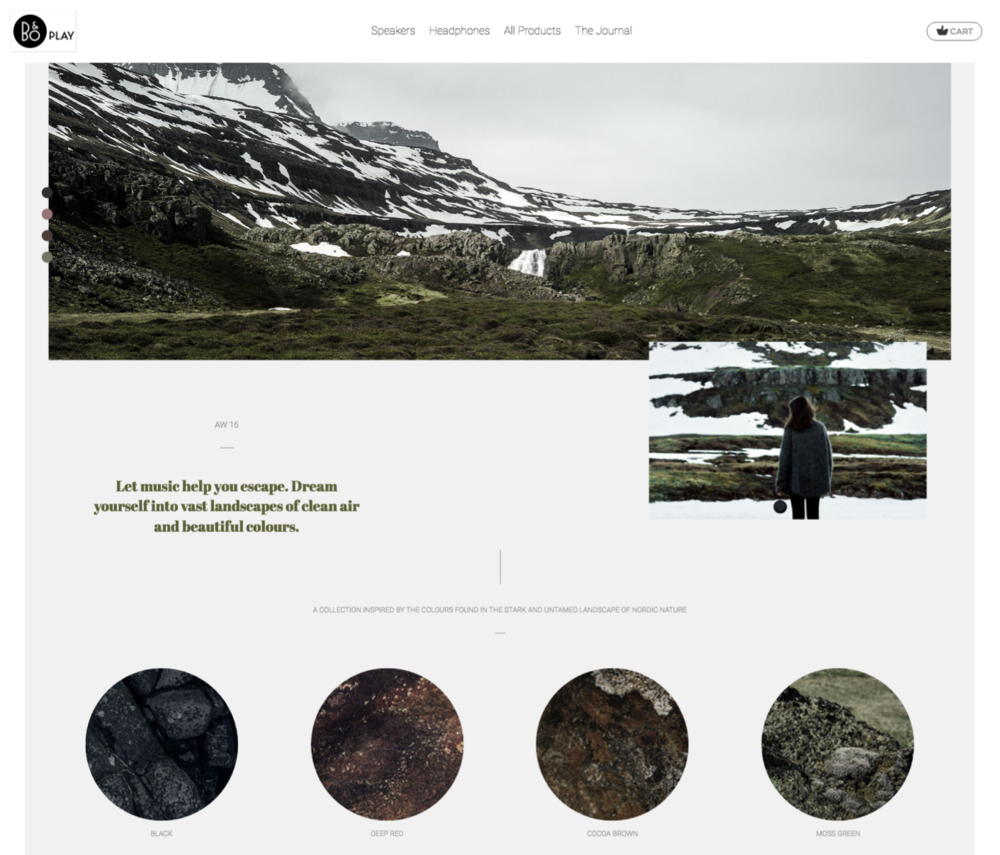 B&O PLAY
Speakers Headphones All Products The Journal
CART
AW 16
Let music help you escape. Dream
yourself into vast landscapes of clean air
and beautiful colours.
A COLLECTION INSPIRED BY THE COLOURS FOUND IN THE STARK AND UNTAMED LANDSCAPE OF NORDIC NATURE
BLACK
DEEP RED
COCOA BROWN
MOSS GREEN